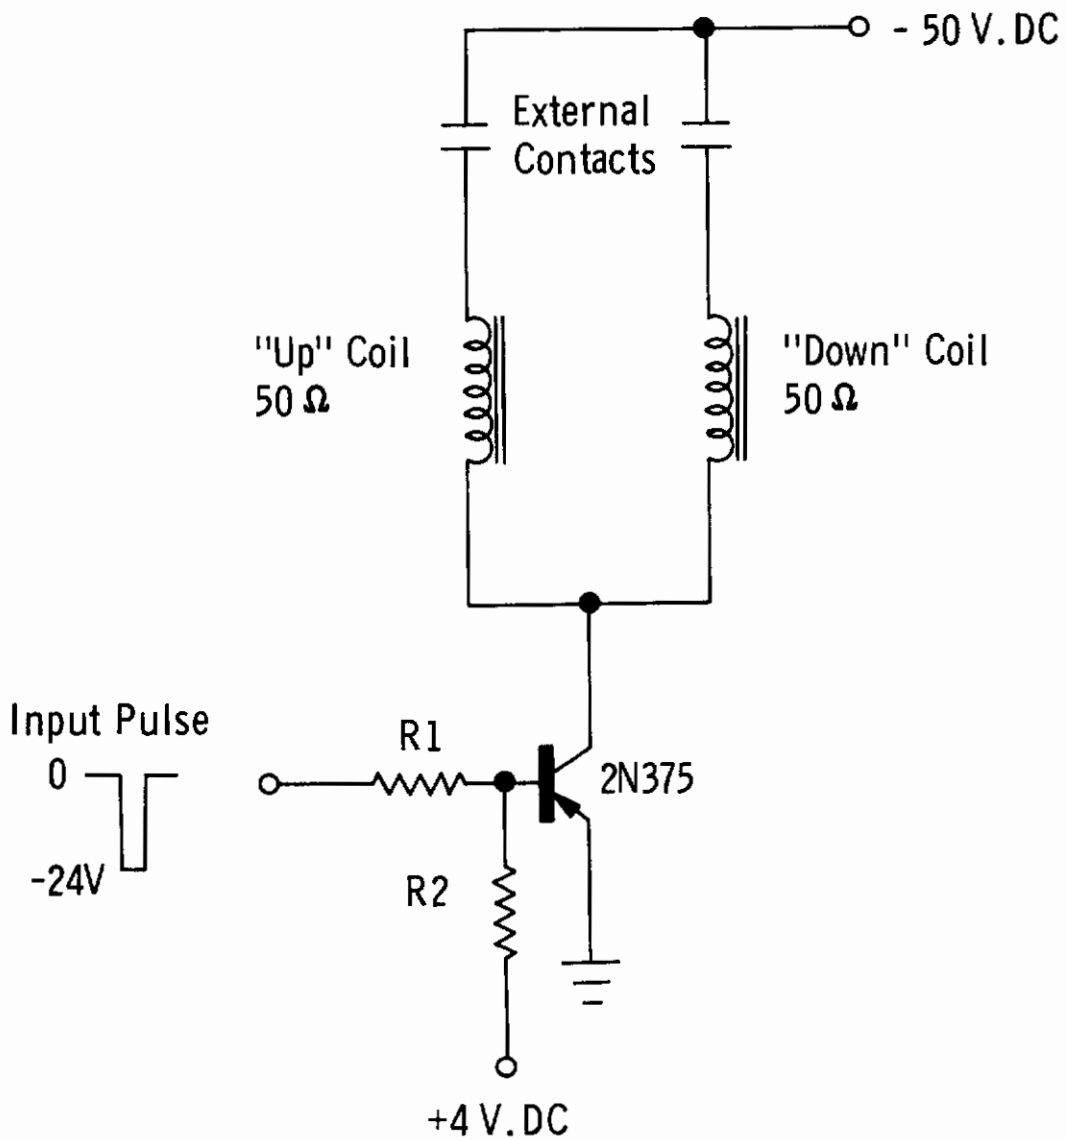 - 50 V. DC
External
Contacts
"Up" Coil
50 Ω
"Down" Coil
50 Ω
Input Pulse
0
-24V
R1
2N375
R2
+4 V. DC